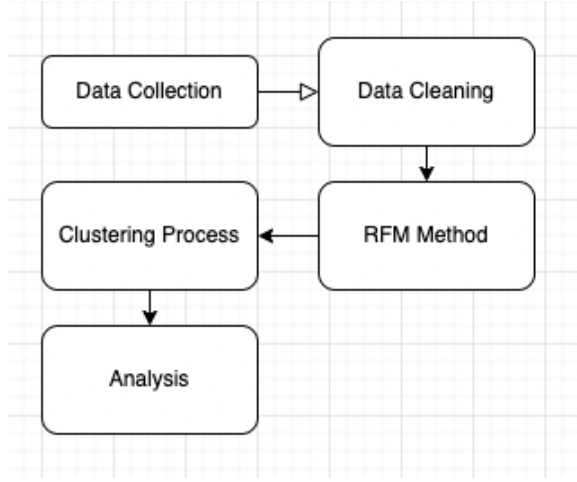 Data Collection
Data Cleaning
RFM Method
Clustering Process
Analysis